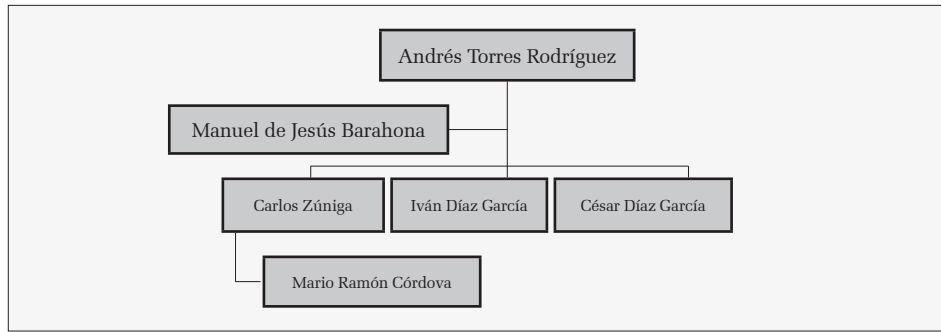 Andrés Torres Rodríguez
Manuel de Jesús Barahona
Carlos Zúniga
Iván Díaz García
César Díaz García
Mario Ramón Córdova